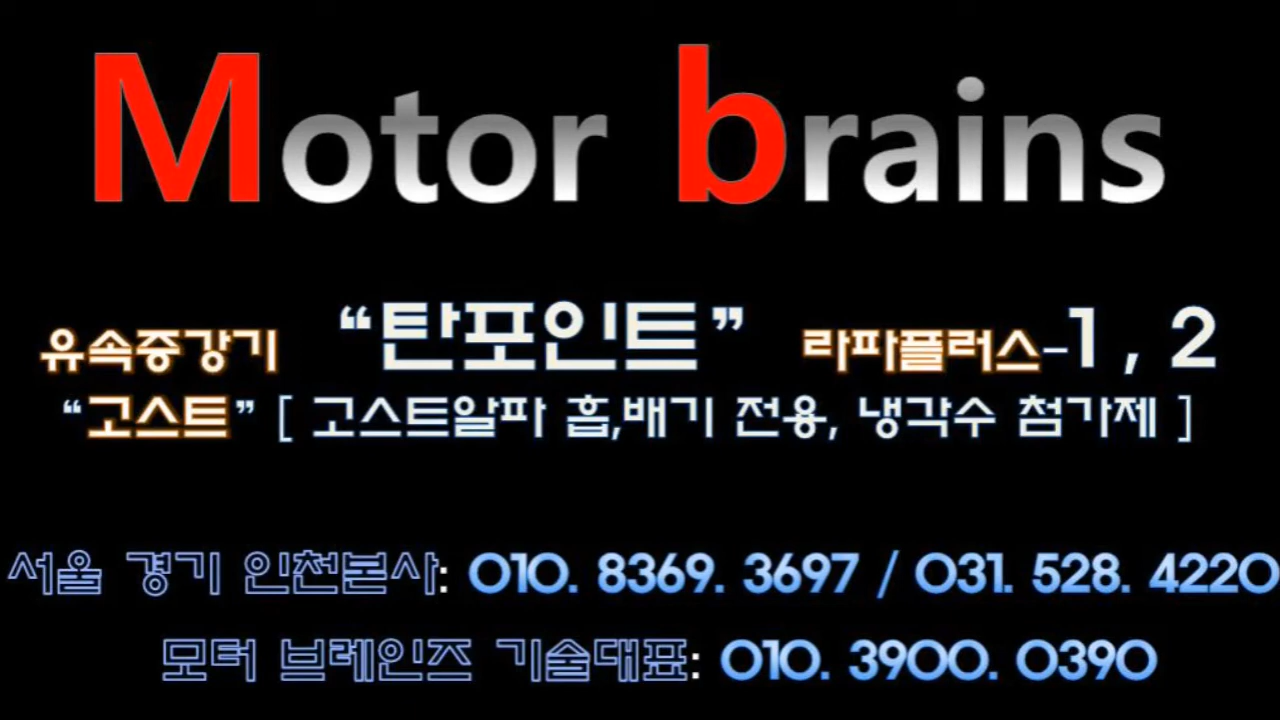 Motor brains
유속증강기 “탄포인트” 라파플러스-1, 2
“고스트” [ 고스트알파 흡,배기 전용, 냉각수 첨가제 ]
서울 경기 인천본사: 010. 8369. 3697 / 031. 528. 4220
모터 브레인즈 기술대표: 010. 3900. 0390